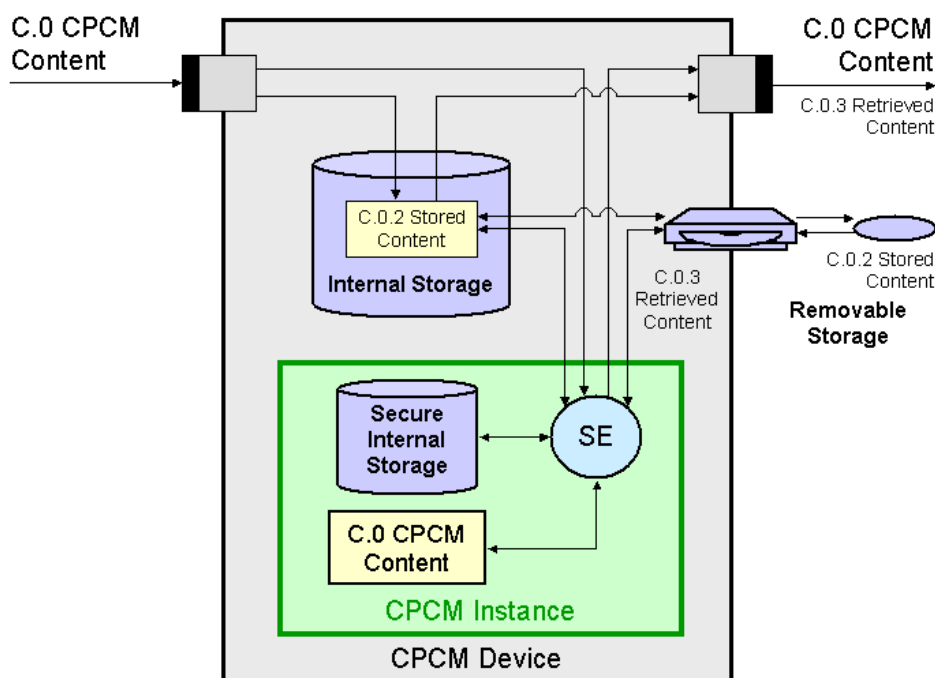 C.0 CPCM
Content
C.0 CPCM
Content
C.0.3 Retrieved
Content
C.0.2 Stored
Content
Internal Storage
C.0.3
Retrieved
Content
C.0.2 Stored
Content
Removable
Storage
Secure
Internal
Storage
SE
C.0 CPCM
Content
CPCM Instance
CPCM Device